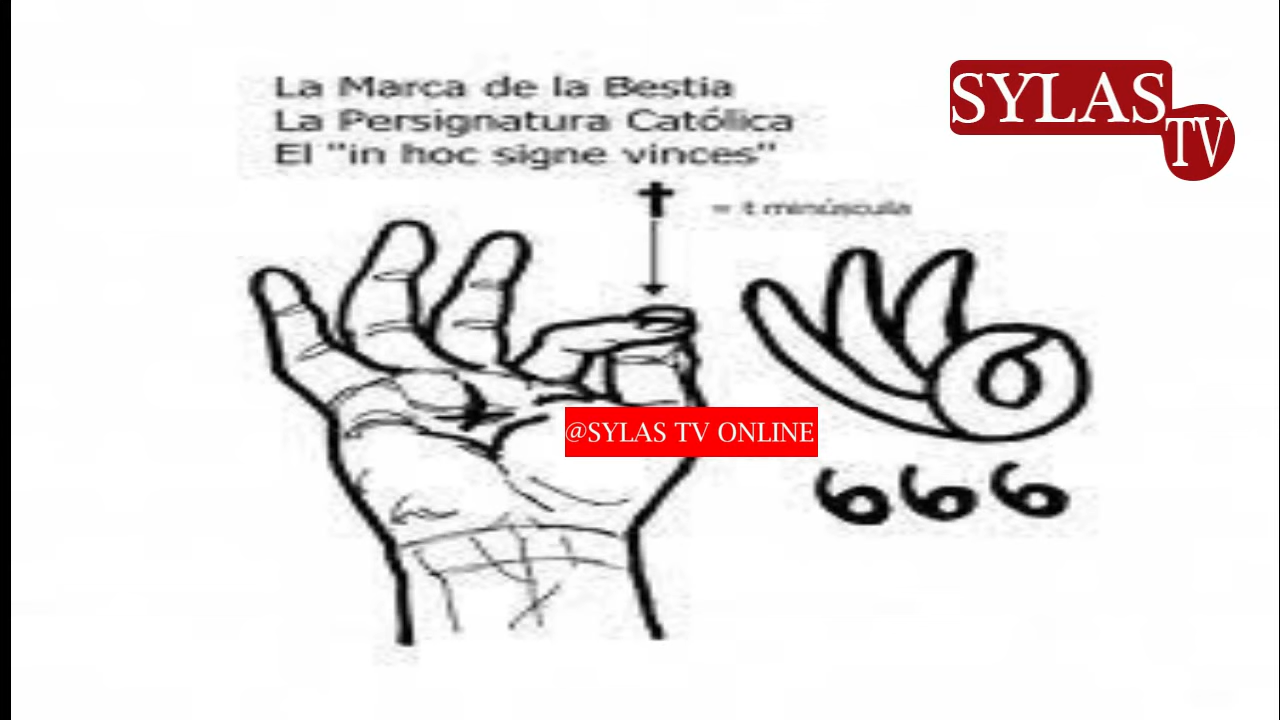 La Marca de la Bestia
La Persignatura Católica
El "in hoc signe vinces"
SYLAS
TV
= t minúscula
@SYLAS TV ONLINE
666